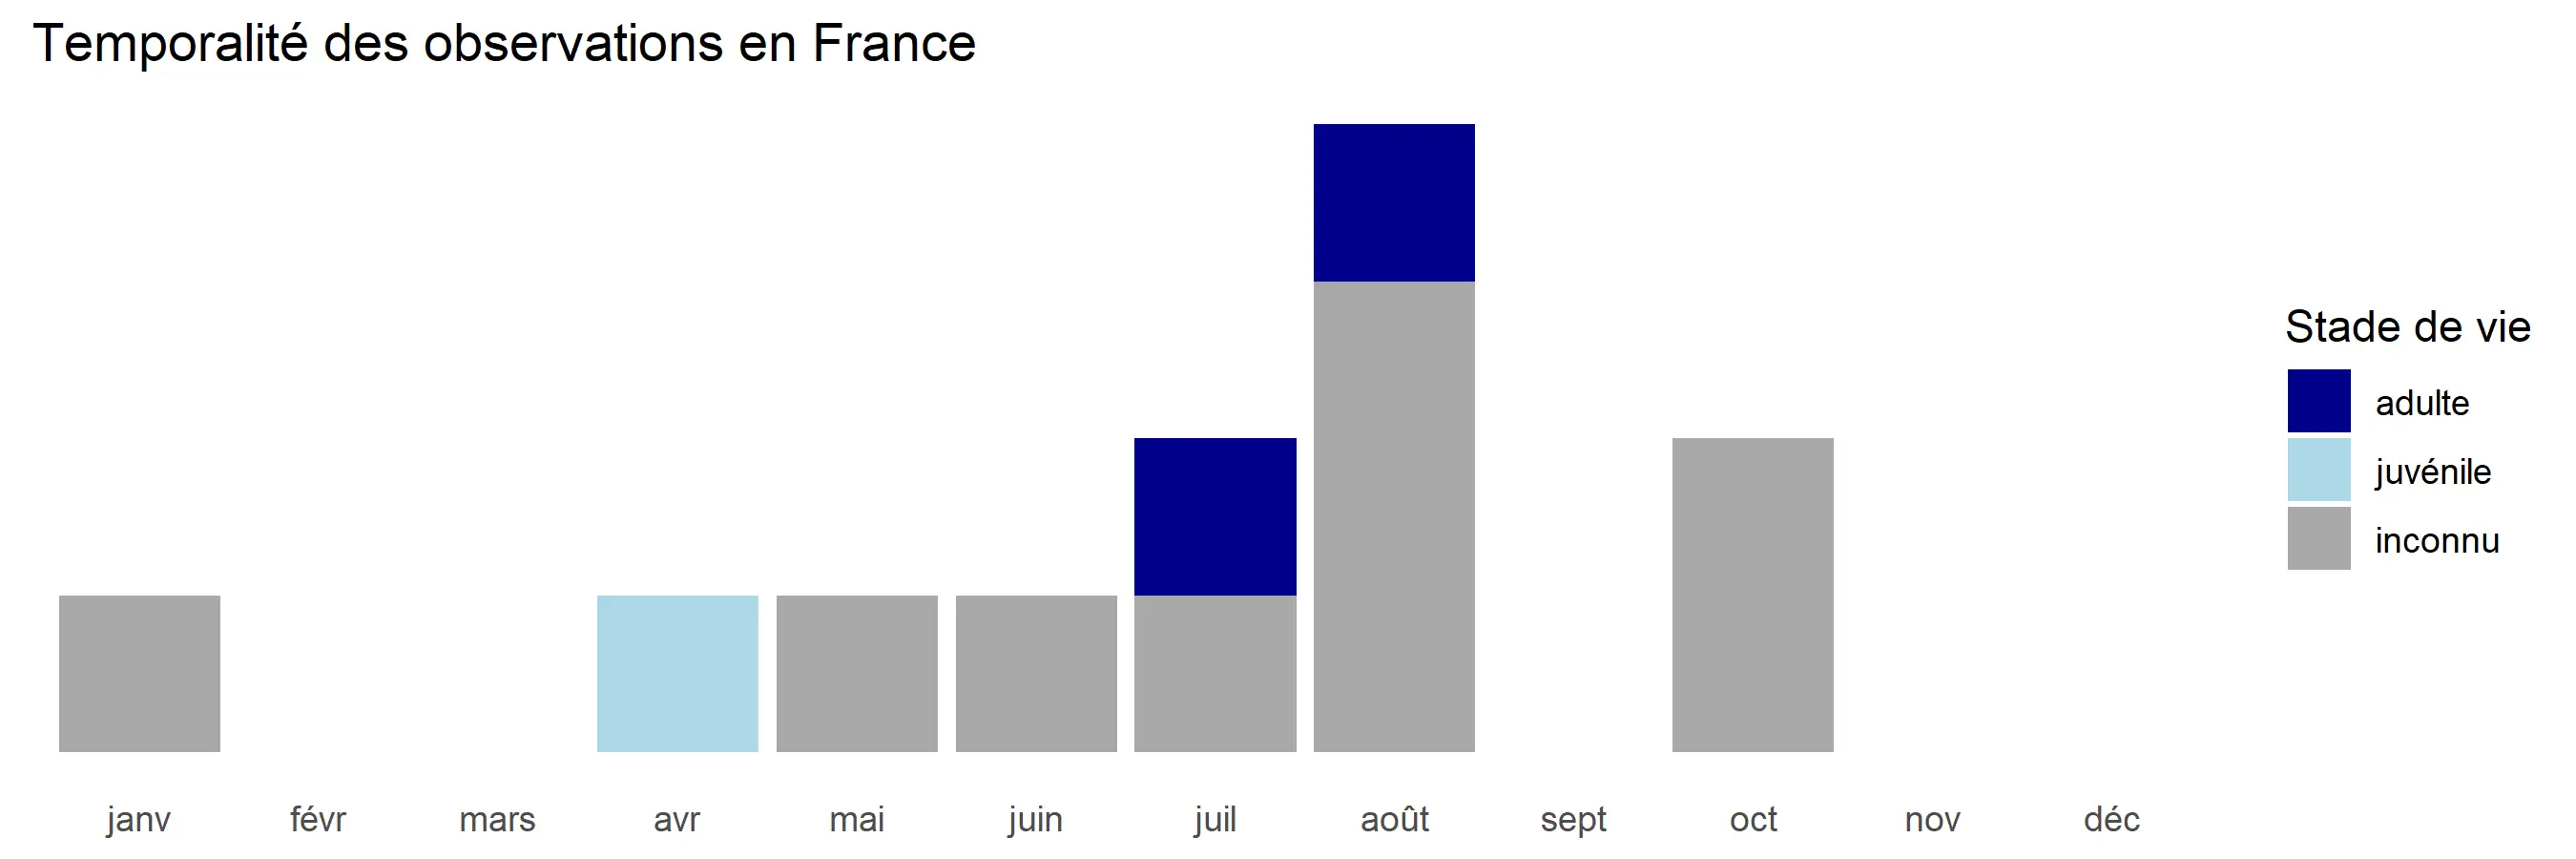 Temporalité des observations en France
Stade de vie
adulte
juvénile
inconnu
janv févr mars avr mai juin juil août sept oct nov déc